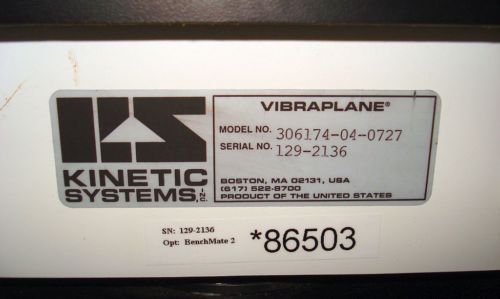 VIBRAPLANE®
MODEL NO. 306174-04-0727
SERIAL NO. 129-2136
KINETIC
SYSTEMS, INC.
BOSTON, MA 02131, USA
(617) 522-8700
PRODUCT OF THE UNITED STATES
SN: 129-2136
Opt: BenchMate 2
*86503